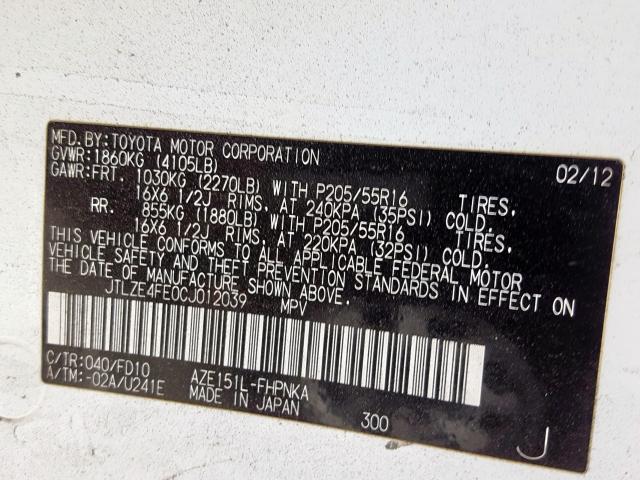 MFD.BY:TOYOTA MOTOR CORPORATION 02/12
GVWR:1860KG (4105LB)
GAWR:FRT. 1030KG (2270LB) WITH P205/55R16 TIRES,
16X6 1/2J RIMS, AT 240KPA (35PSI) COLD.
RR. 855KG (1880LB) WITH P205/55R16 TIRES,
16X6 1/2J RIMS, AT 220KPA (32PSI) COLD.
THIS VEHICLE CONFORMS TO ALL APPLICABLE FEDERAL MOTOR
VEHICLE SAFETY AND THEFT PREVENTION STANDARDS IN EFFECT ON
THE DATE OF MANUFACTURE SHOWN ABOVE.
JTLZE4FE0CJ012039 MPV
C/TR:040/FD10 AZE151L-FHPNKA
A/TM:-02A/U241E MADE IN JAPAN 300 J